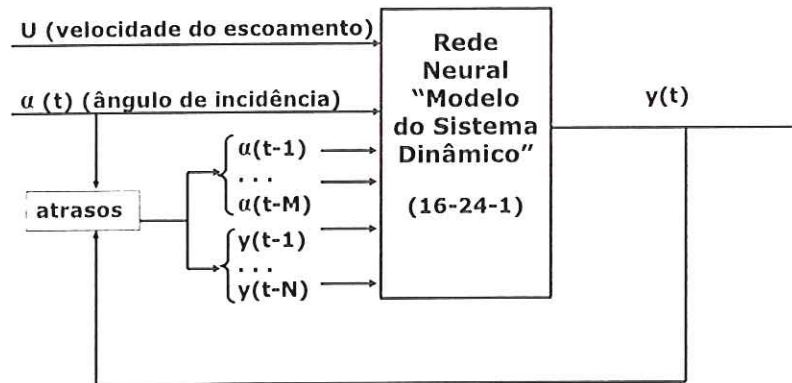 U (velocidade do escoamento)
α (t) (ângulo de incidência)
atrasos
α(t-1)
. . .
α(t-M)
y(t-1)
. . .
y(t-N)
Rede
Neural
“Modelo
do Sistema
Dinâmico”
(16-24-1)
y(t)